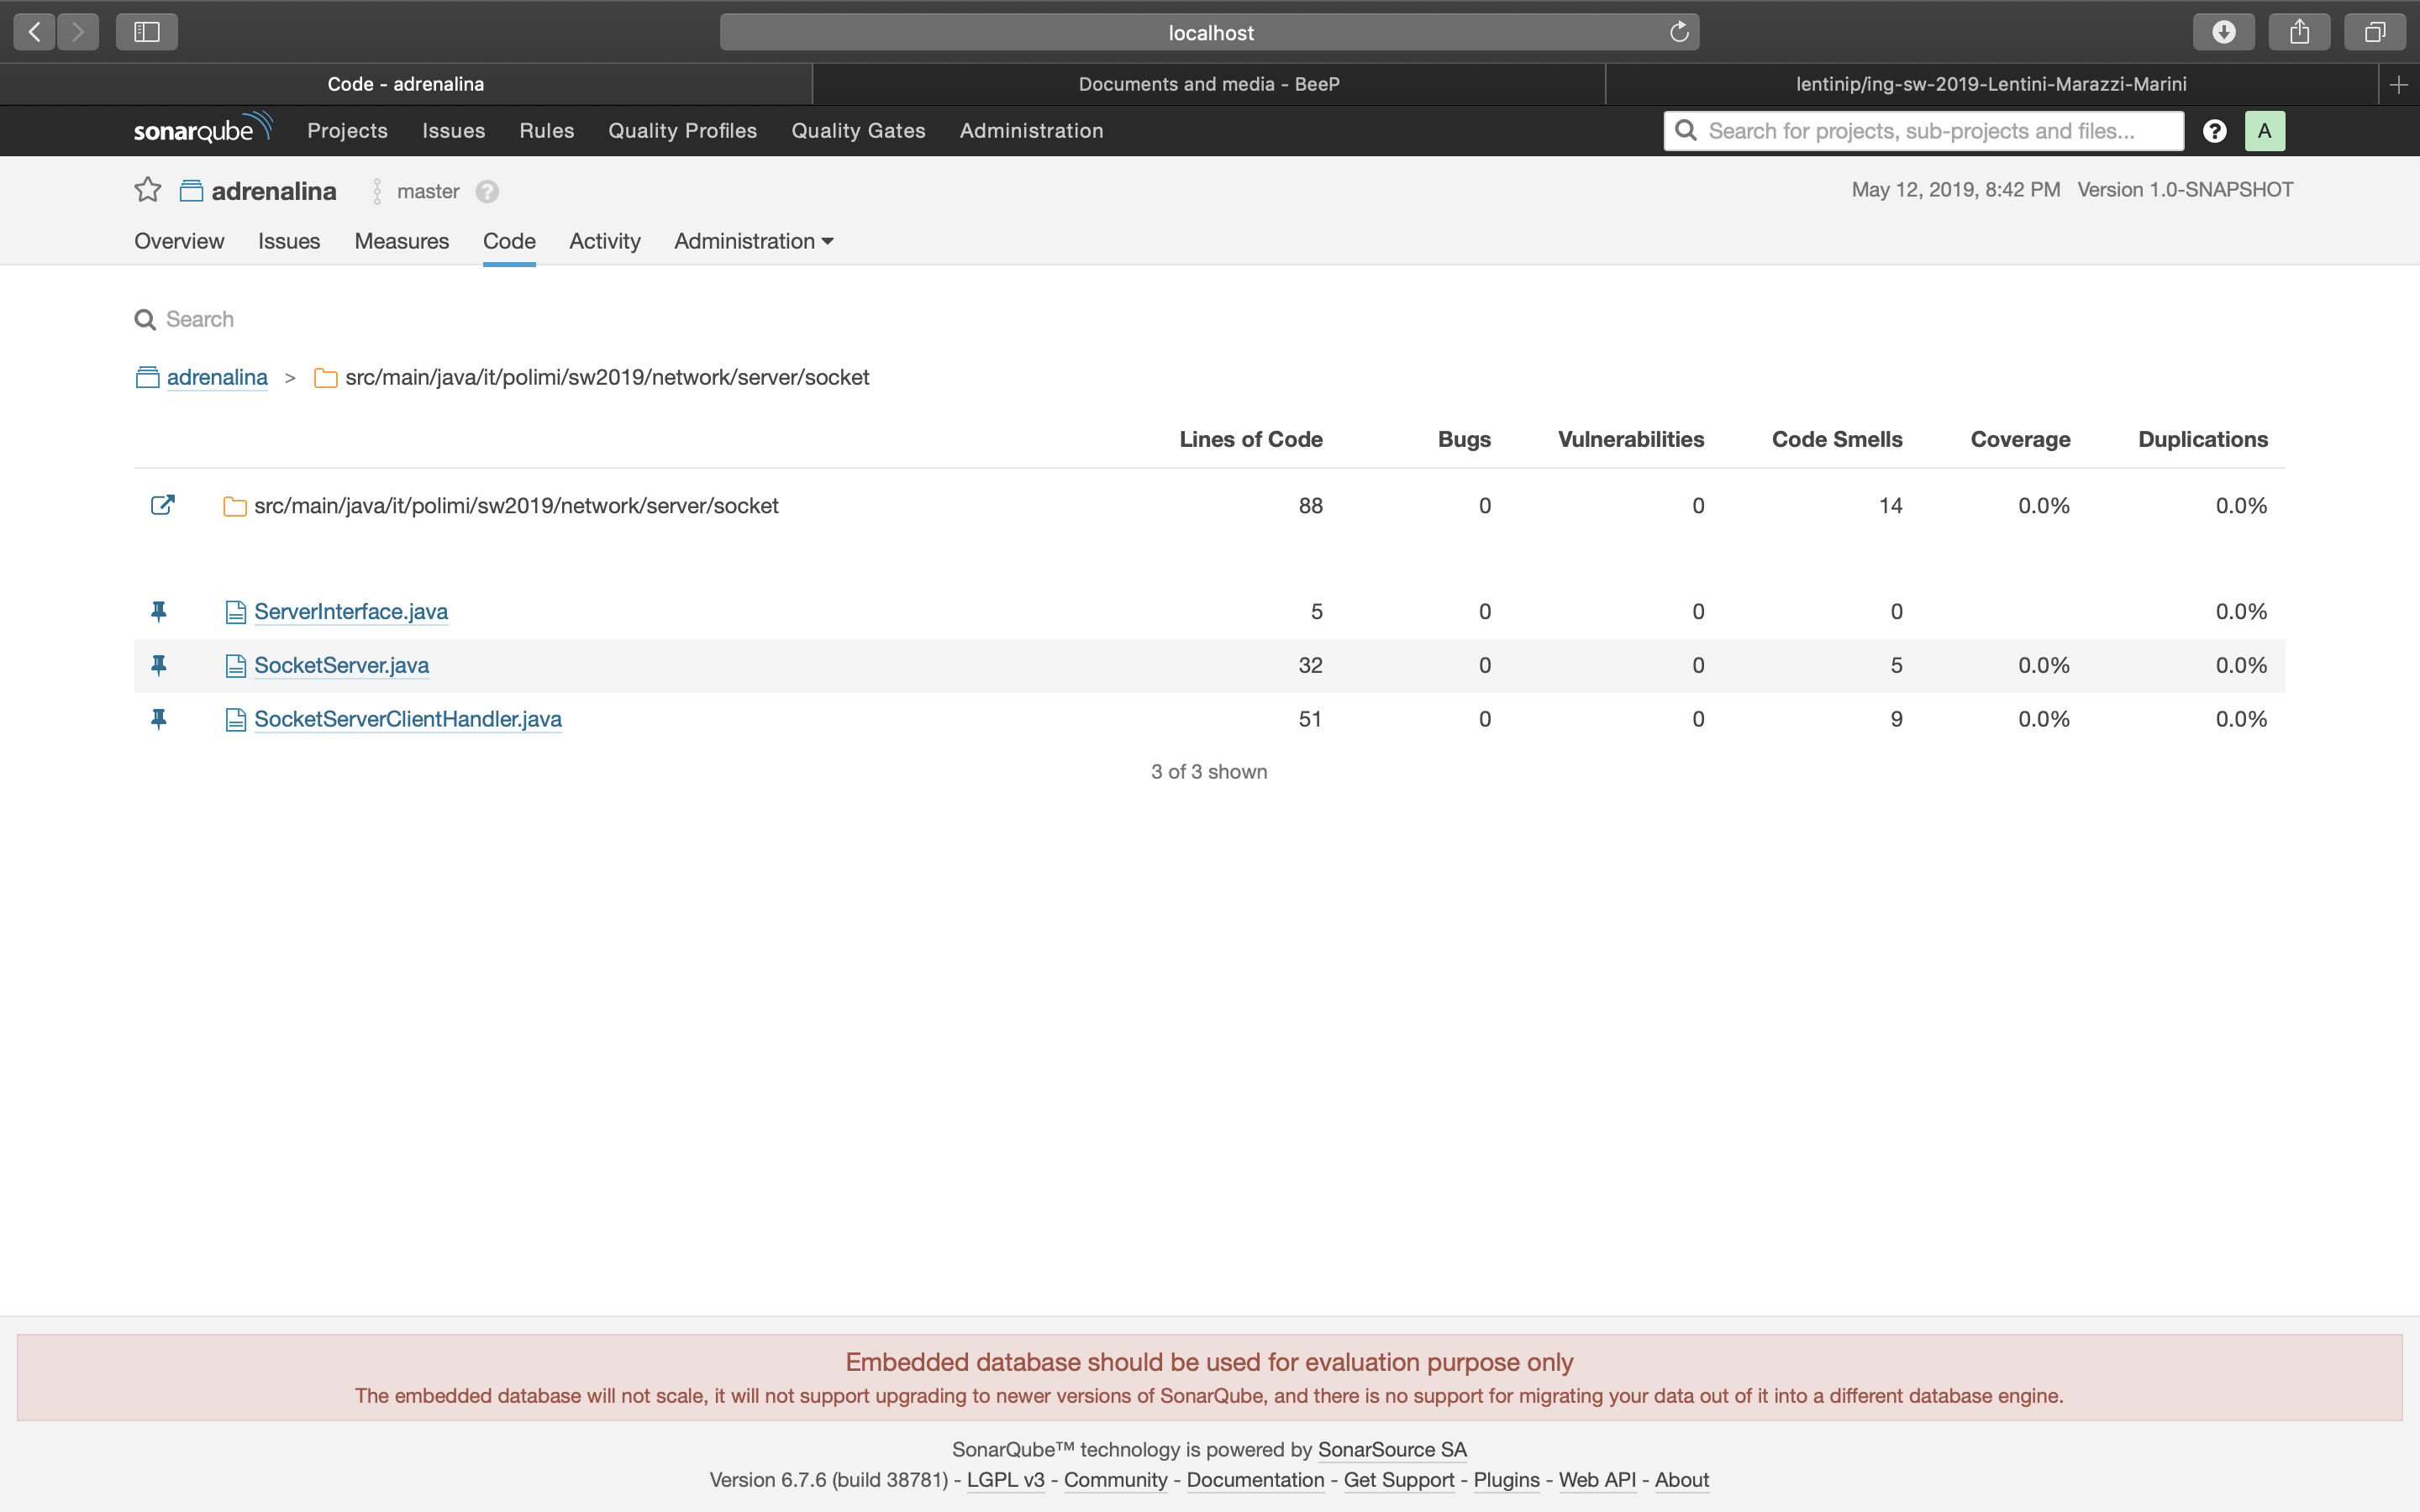 localhost
Code - adrenalina
Documents and media - BeeP
lentinip/ing-sw-2019-Lentini-Marazzi-Marini
sonarqube Projects Issues Rules Quality Profiles Quality Gates Administration Search for projects, sub-projects and files... ? A
adrenalina master ? May 12, 2019, 8:42 PM Version 1.0-SNAPSHOT
Overview Issues Measures Code Activity Administration
Search
adrenalina > src/main/java/it/polimi/sw2019/network/server/socket
Lines of Code Bugs Vulnerabilities Code Smells Coverage Duplications
src/main/java/it/polimi/sw2019/network/server/socket 88 0 0 14 0.0% 0.0%
ServerInterface.java 5 0 0 0 0.0%
SocketServer.java 32 0 0 5 0.0% 0.0%
SocketServerClientHandler.java 51 0 0 9 0.0% 0.0%
3 of 3 shown
Embedded database should be used for evaluation purpose only
The embedded database will not scale, it will not support upgrading to newer versions of SonarQube, and there is no support for migrating your data out of it into a different database engine.
SonarQube™ technology is powered by SonarSource SA
Version 6.7.6 (build 38781) - LGPL v3 - Community - Documentation - Get Support - Plugins - Web API - About